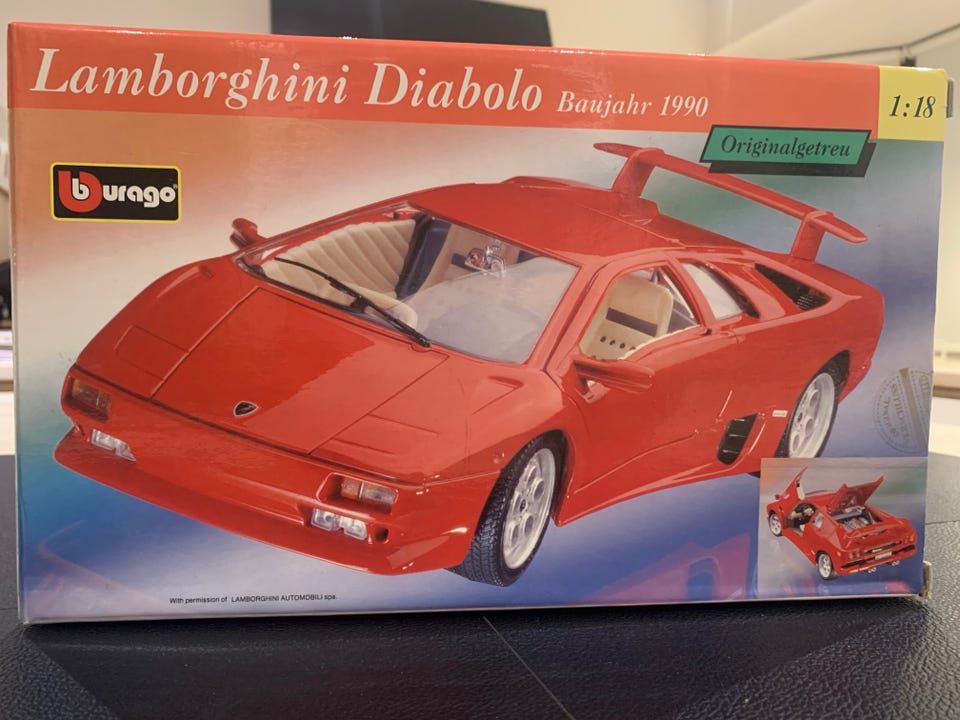 Lamborghini Diabolo Baujahr 1990
1:18
Originalgetreu
Burago
With permission of LAMBORGHINI AUTOMOBILI spa.